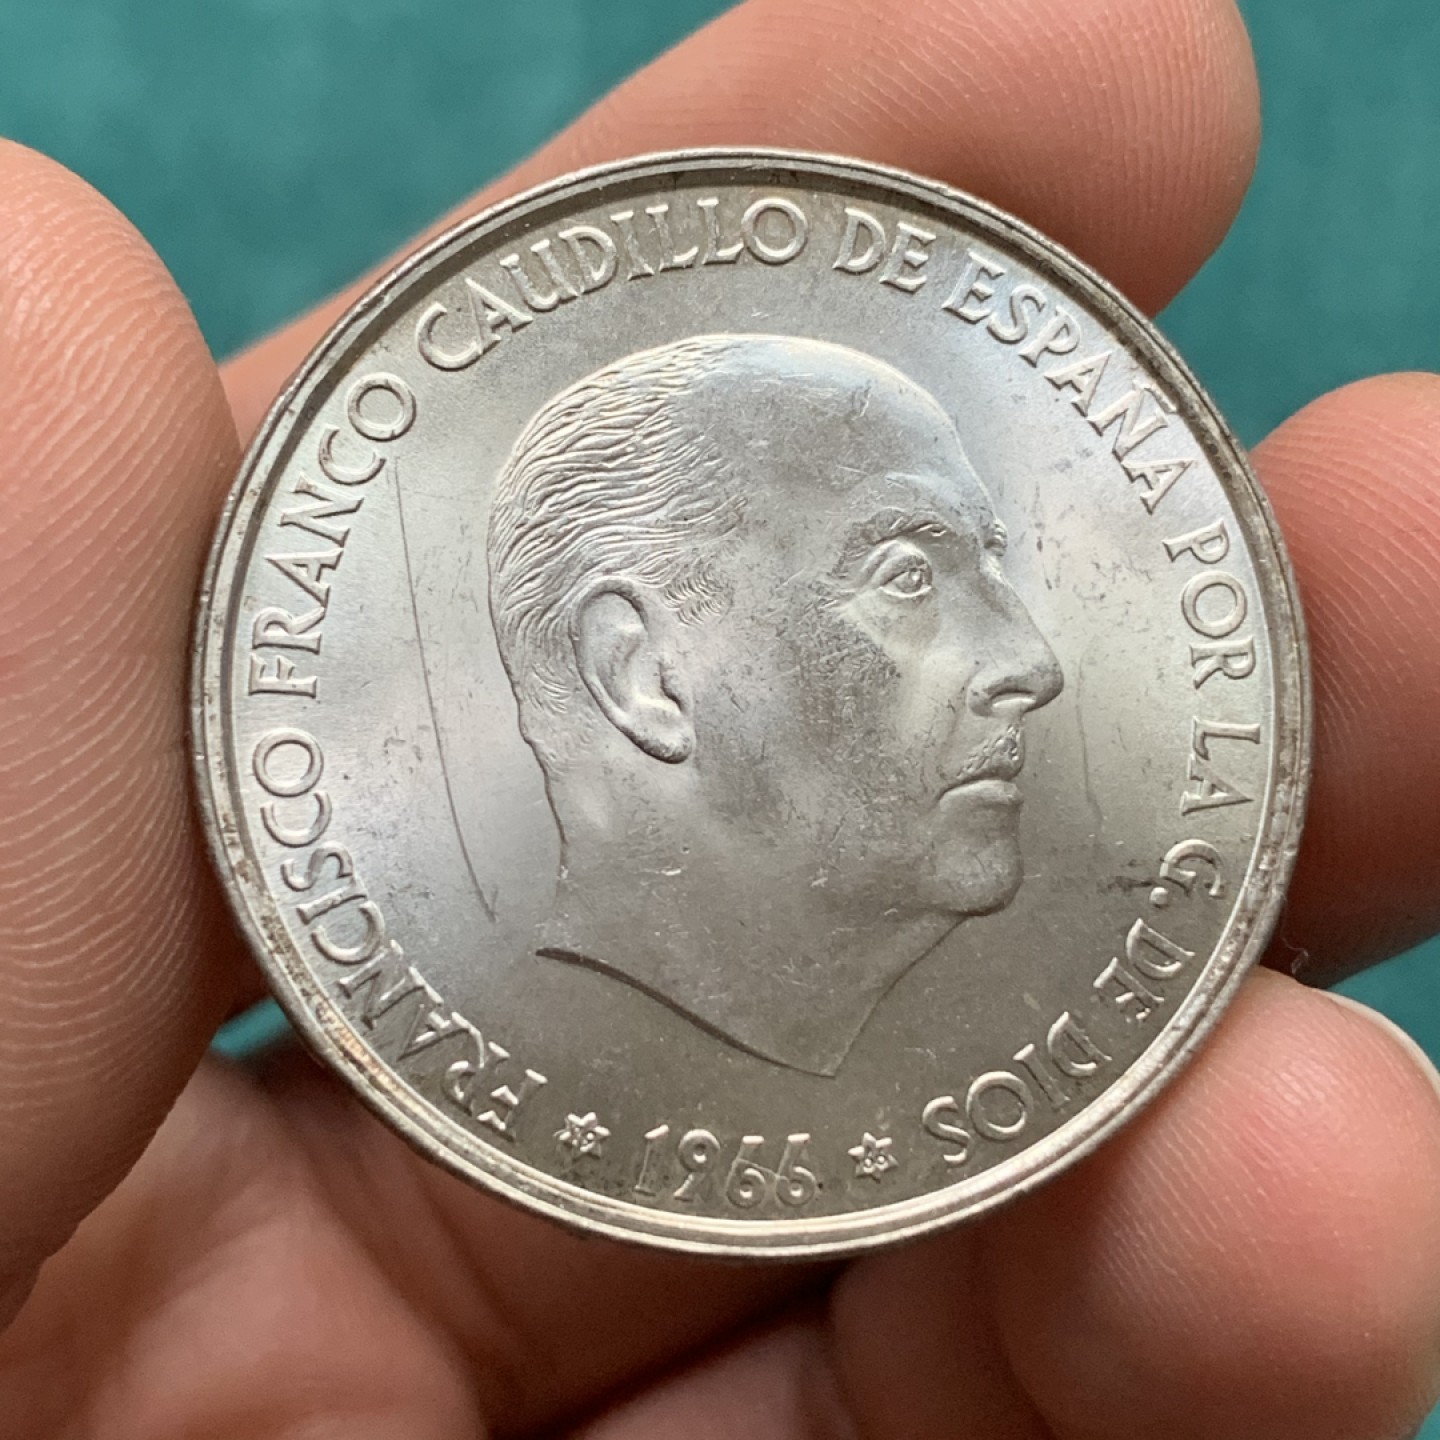 FRANCISCO FRANCO CAUDILLO DE ESPAÑA POR LA G. DE DIOS
1966